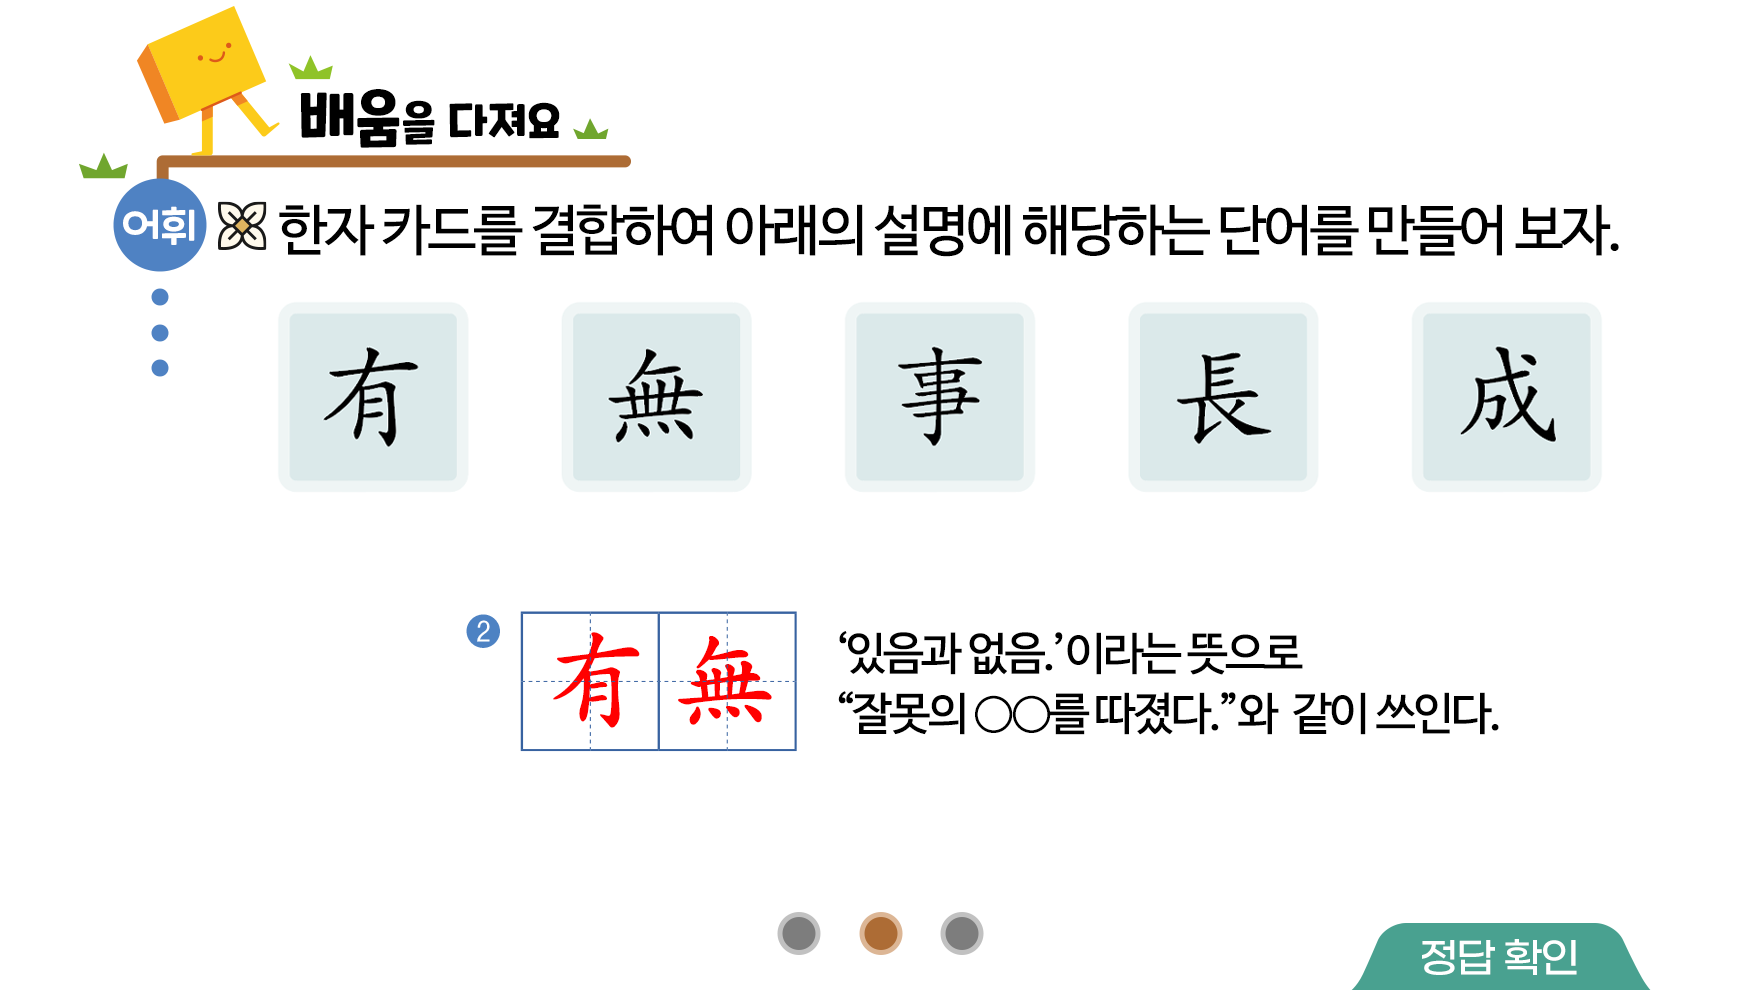 배움을 다져요
어휘 한자 카드를 결합하여 아래의 설명에 해당하는 단어를 만들어 보자.
有 無 事 長 成
2 有 無
‘있음과 없음.’이라는 뜻으로
“잘못의 ○○를 따졌다.”와 같이 쓰인다.
정답 확인